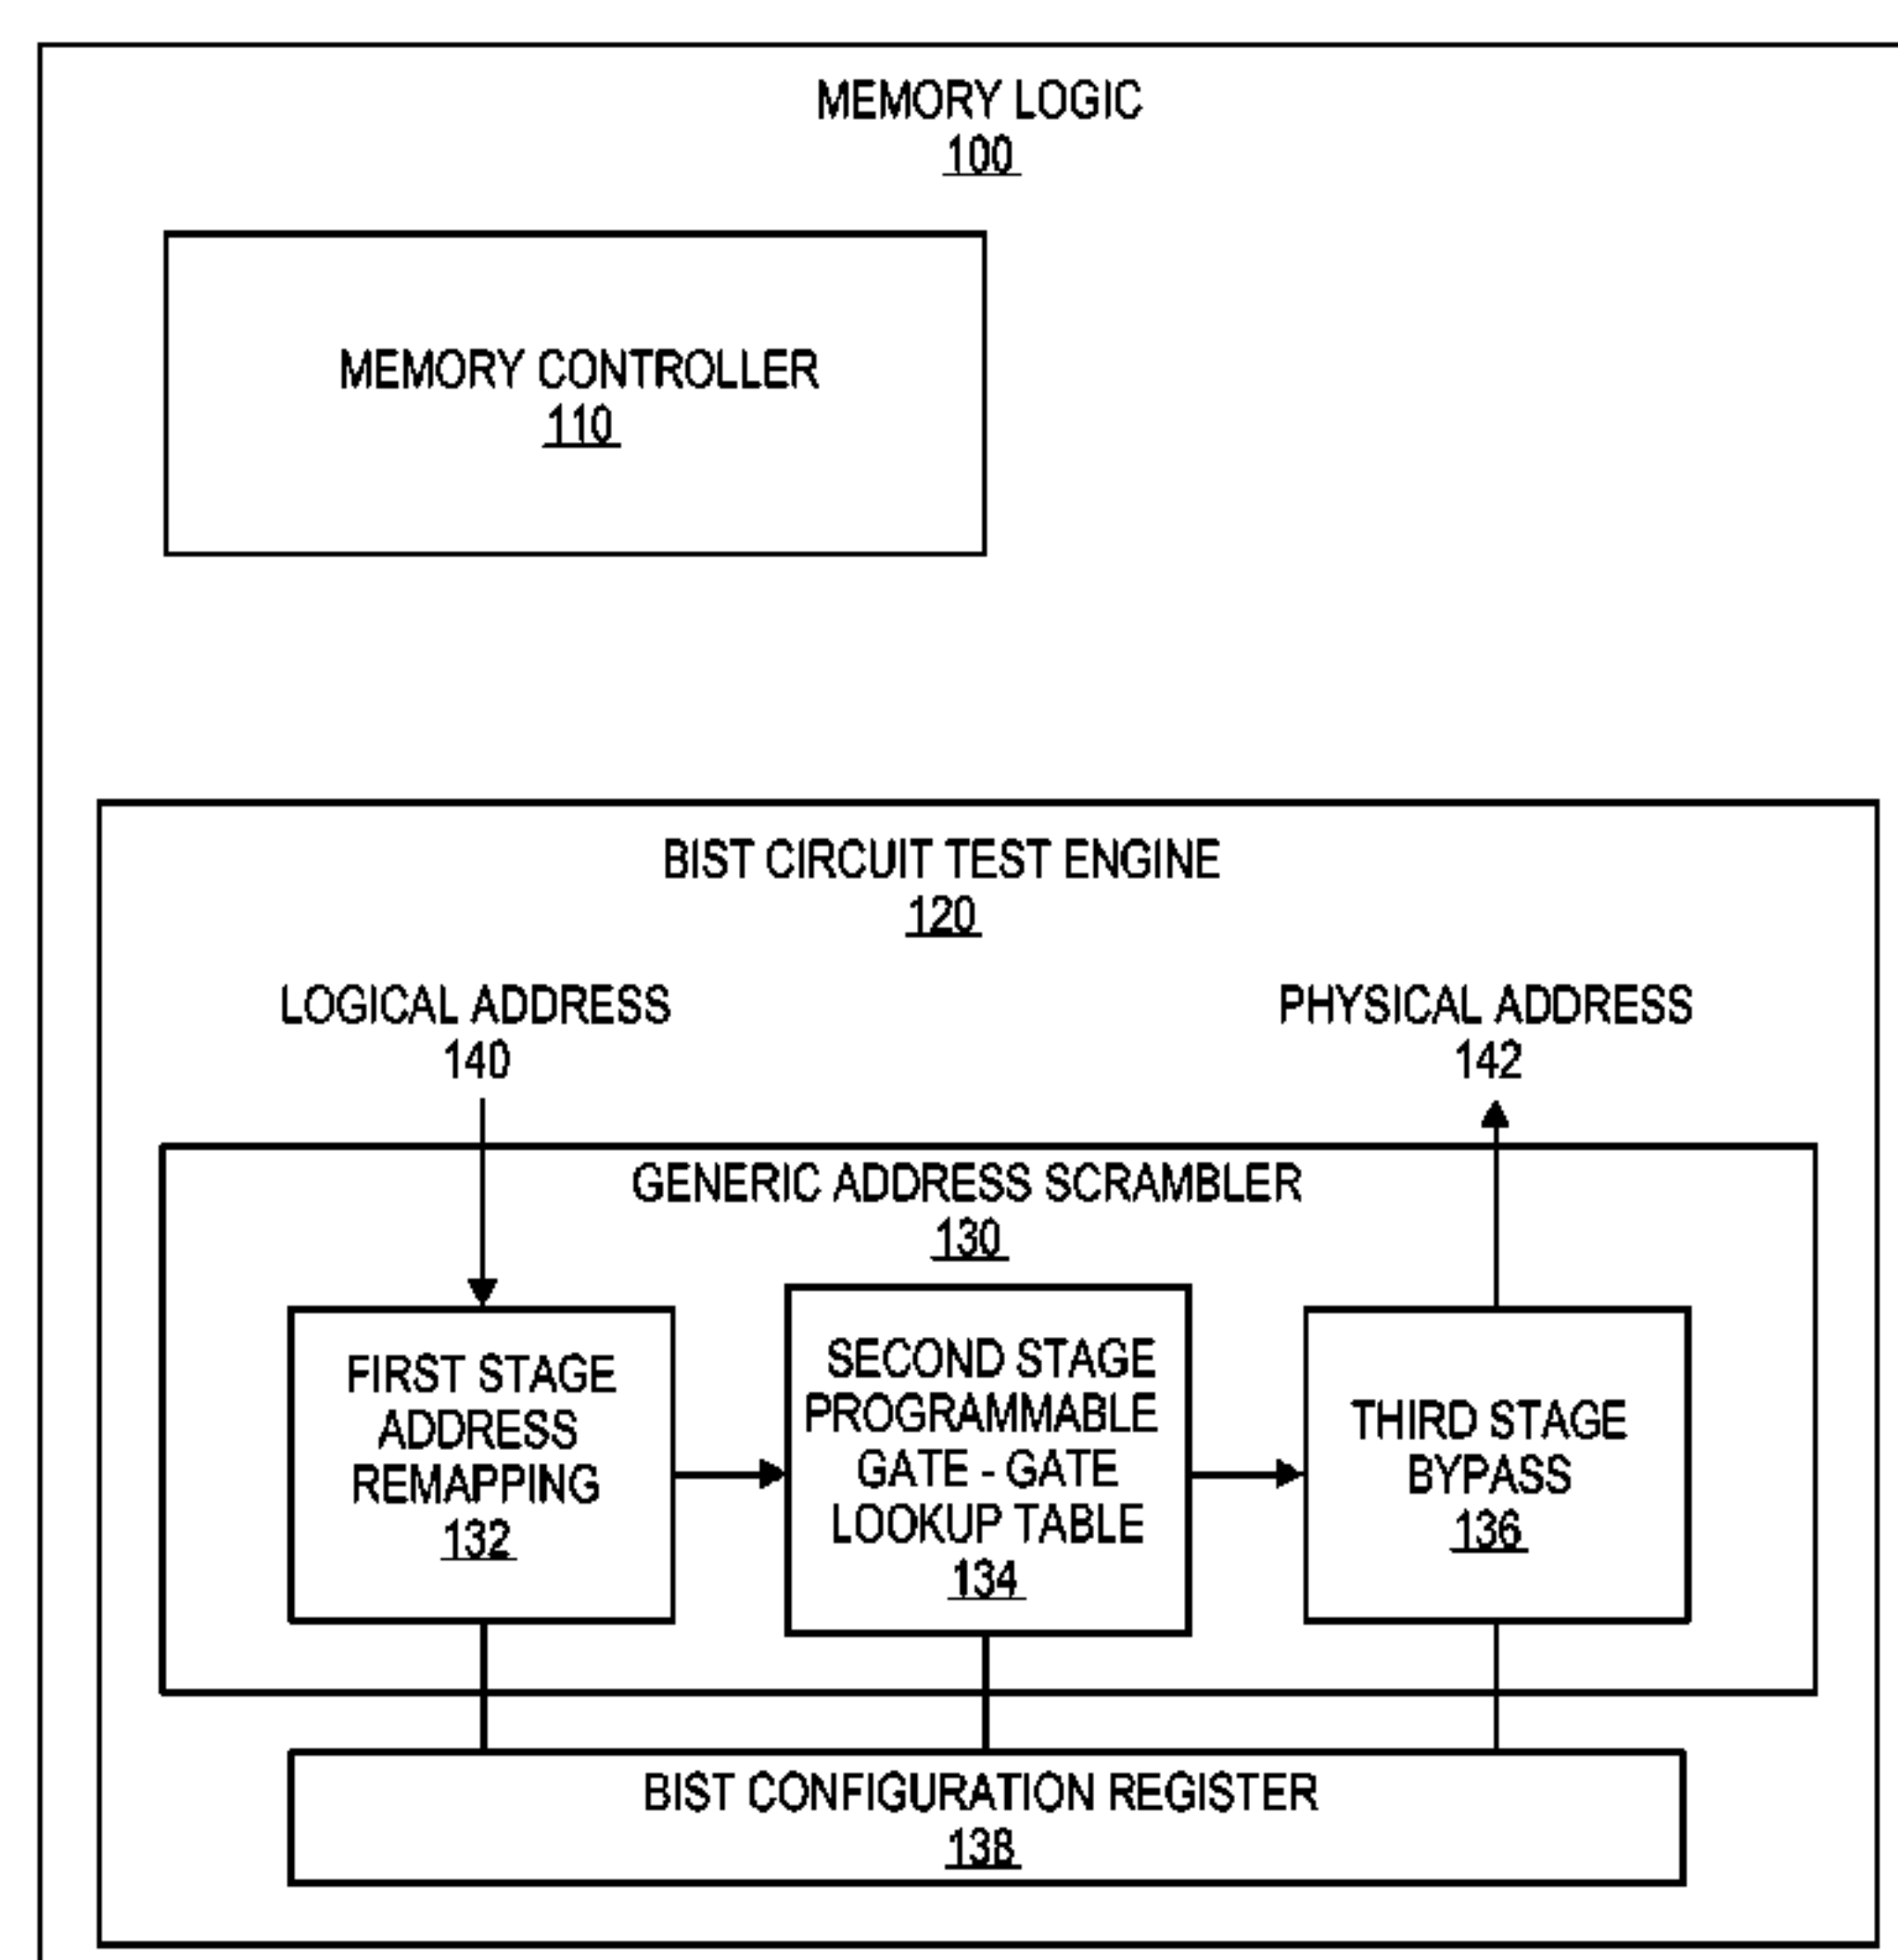 MEMORY LOGIC
100
MEMORY CONTROLLER
110
BIST CIRCUIT TEST ENGINE
120
LOGICAL ADDRESS
140
PHYSICAL ADDRESS
142
GENERIC ADDRESS SCRAMBLER
130
FIRST STAGE
ADDRESS
REMAPPING
132
SECOND STAGE
PROGRAMMABLE
GATE - GATE
LOOKUP TABLE
134
THIRD STAGE
BYPASS
136
BIST CONFIGURATION REGISTER
138